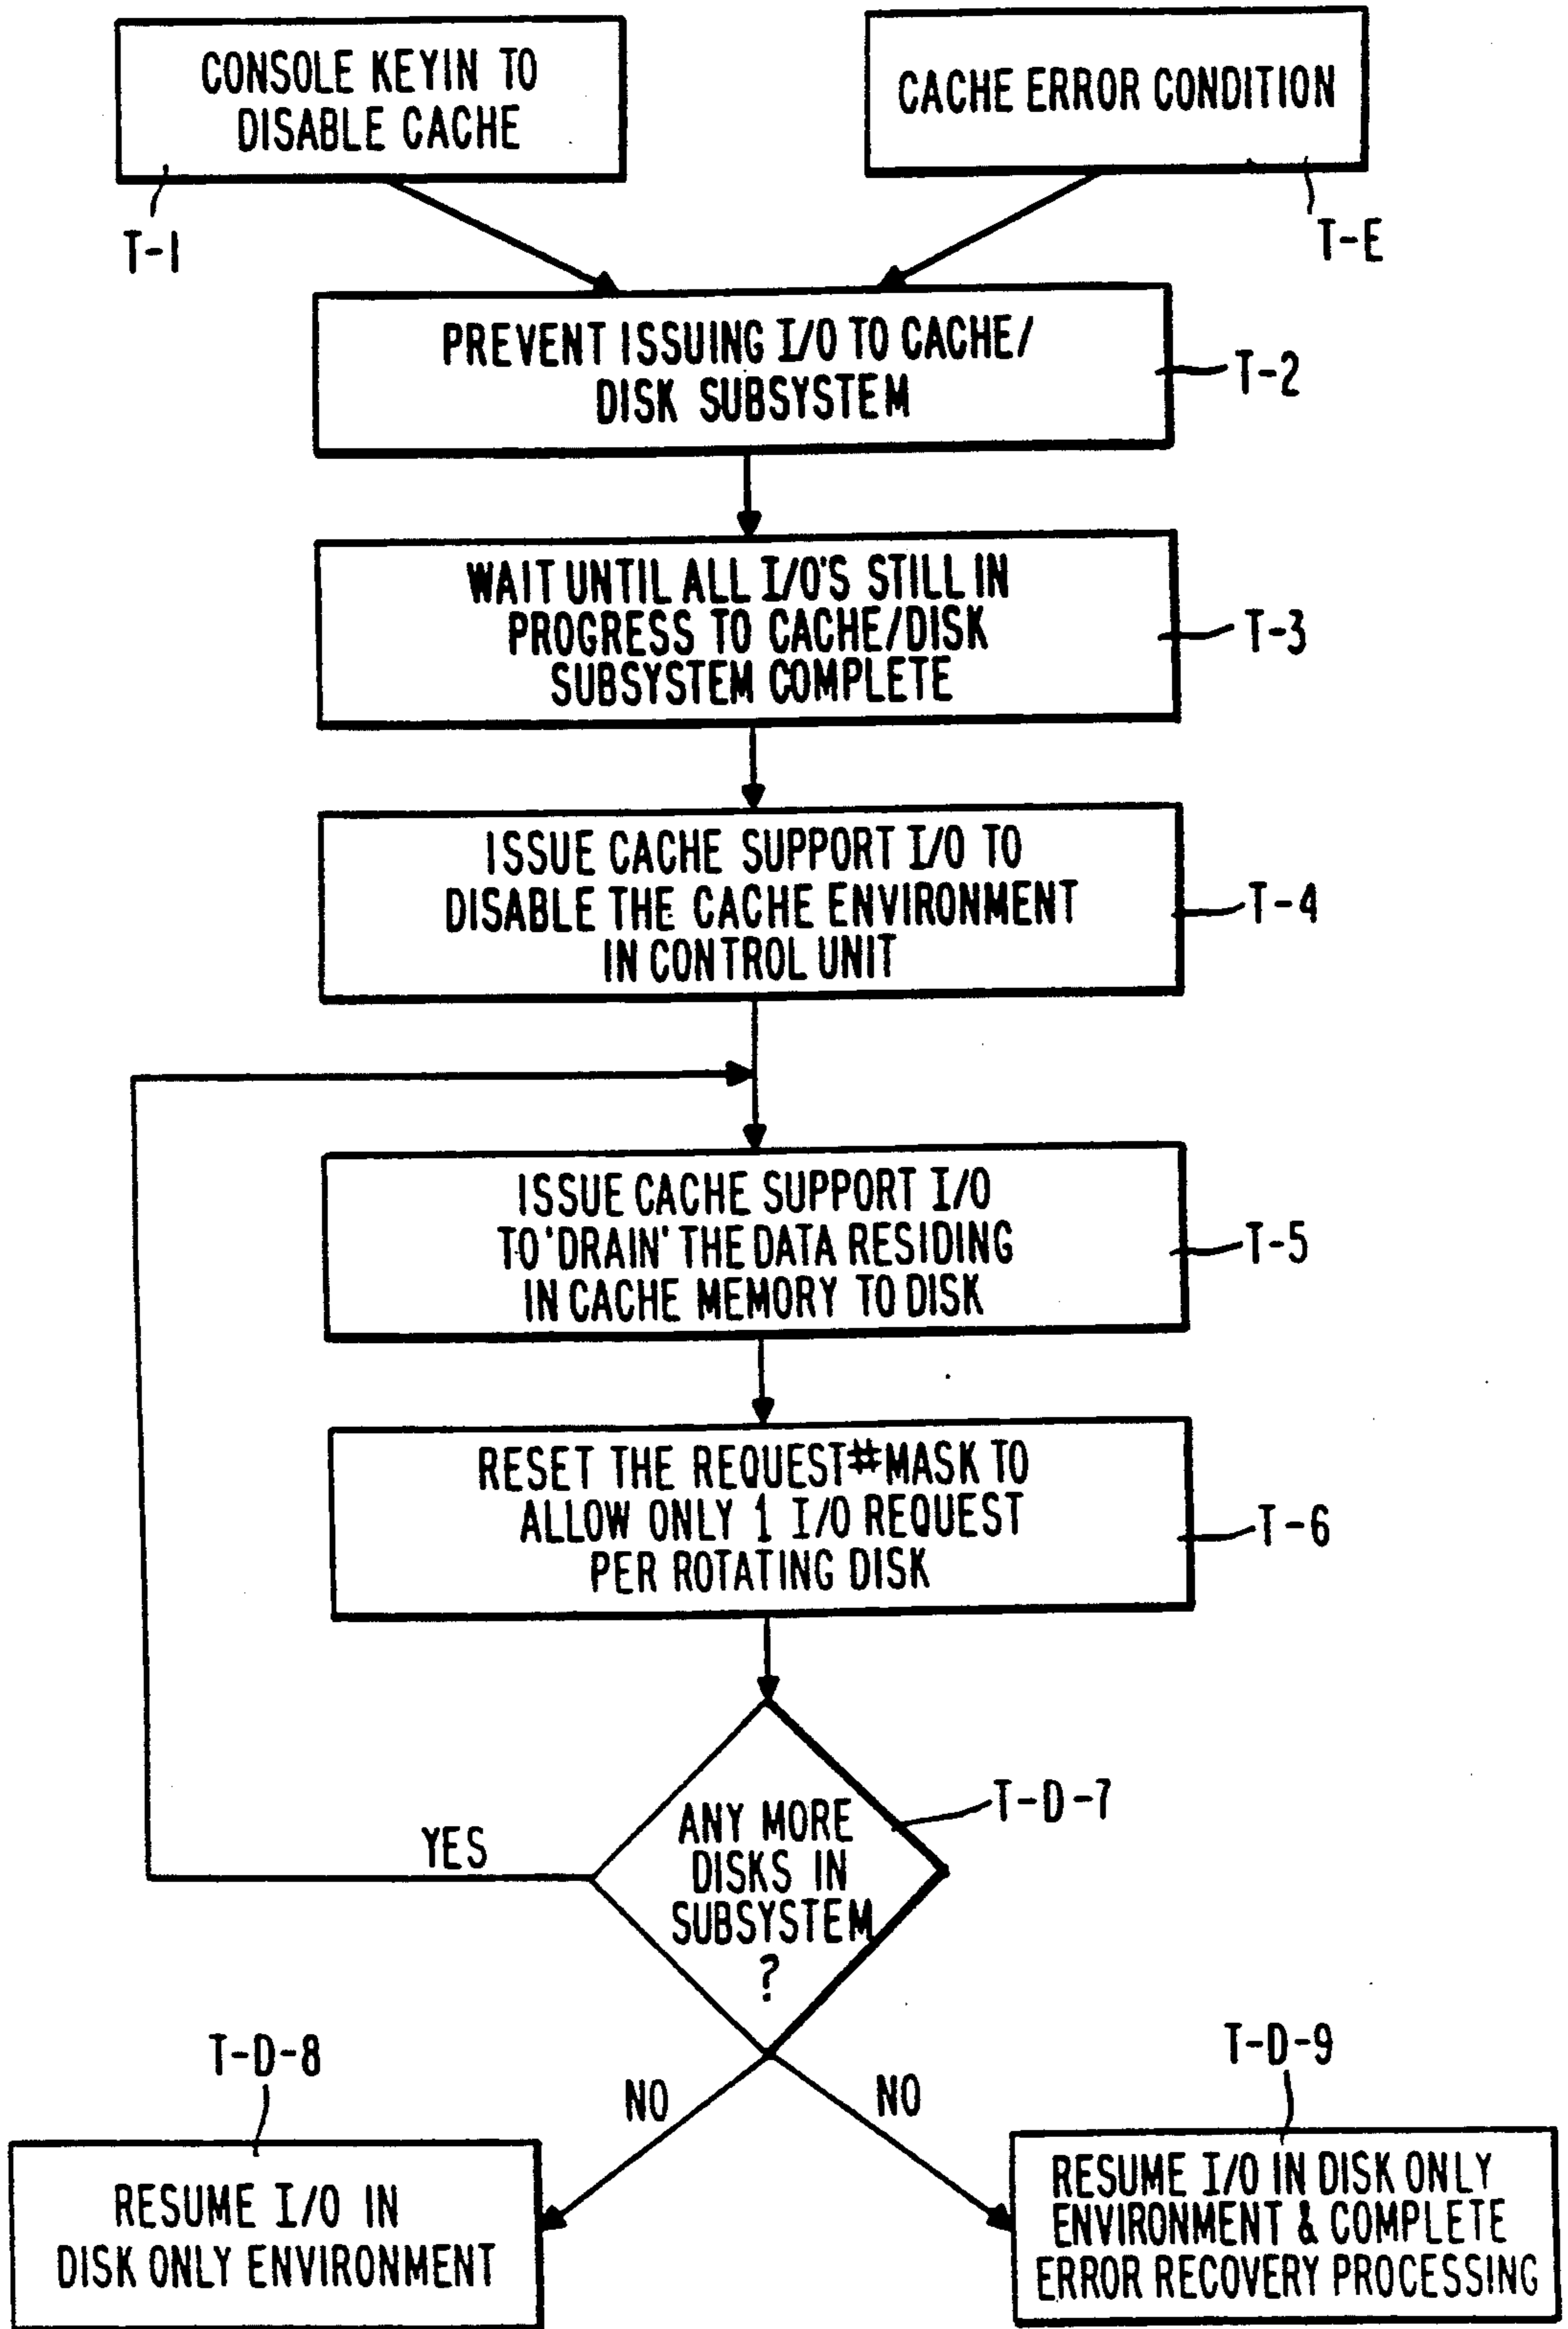 CONSOLE KEYIN TO
DISABLE CACHE
T-1
CACHE ERROR CONDITION
T-E
PREVENT ISSUING I/O TO CACHE/
DISK SUBSYSTEM
T-2
WAIT UNTIL ALL I/O'S STILL IN
PROGRESS TO CACHE/DISK
SUBSYSTEM COMPLETE
T-3
ISSUE CACHE SUPPORT I/O TO
DISABLE THE CACHE ENVIRONMENT
IN CONTROL UNIT
T-4
ISSUE CACHE SUPPORT I/O
TO 'DRAIN' THE DATA RESIDING
IN CACHE MEMORY TO DISK
T-5
RESET THE REQUEST#MASK TO
ALLOW ONLY 1 I/O REQUEST
PER ROTATING DISK
T-6
ANY MORE
DISKS IN
SUBSYSTEM
?
T-D-7
YES
NO
NO
T-D-8
RESUME I/O IN
DISK ONLY ENVIRONMENT
T-D-9
RESUME I/O IN DISK ONLY
ENVIRONMENT & COMPLETE
ERROR RECOVERY PROCESSING